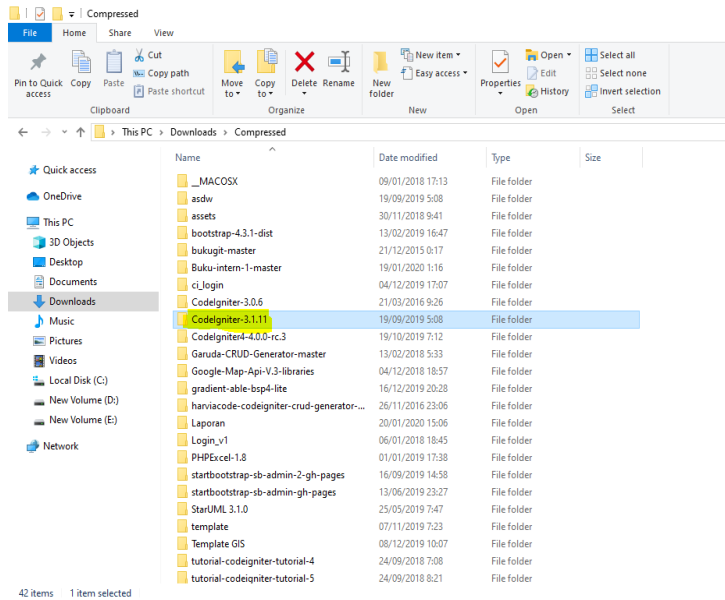 Compressed
File Home Share View
Pin to Quick access
Copy
Paste
Cut
Copy path
Paste shortcut
Clipboard
Move to
Copy to
Delete
Rename
Organize
New folder
New item
Easy access
New
Properties
Open
Edit
History
Open
Select all
Select none
Invert selection
Select
This PC > Downloads > Compressed
Quick access
OneDrive
This PC
3D Objects
Desktop
Documents
Downloads
Music
Pictures
Videos
Local Disk (C:)
New Volume (D:)
New Volume (E:)
Network
Name Date modified Type Size
__MACOSX 09/01/2018 17:13 File folder
asdw 19/09/2019 5:08 File folder
assets 30/11/2018 9:41 File folder
bootstrap-4.3.1-dist 13/02/2019 16:47 File folder
bukugit-master 21/12/2015 0:17 File folder
Buku-intern-1-master 19/01/2020 1:16 File folder
ci_login 04/12/2019 17:07 File folder
CodeIgniter-3.0.6 21/03/2016 9:26 File folder
CodeIgniter-3.1.11 19/09/2019 5:08 File folder
CodeIgniter4-4.0.0-rc.3 19/10/2019 7:12 File folder
Garuda-CRUD-Generator-master 13/02/2018 5:33 File folder
Google-Map-Api-V.3-libraries 04/12/2018 18:57 File folder
gradient-able-bsp4-lite 16/12/2019 20:28 File folder
harviacode-codeigniter-crud-generator-... 26/11/2016 23:06 File folder
Laporan 20/01/2020 15:06 File folder
Login_v1 06/01/2018 18:45 File folder
PHPExcel-1.8 01/01/2019 17:38 File folder
startbootstrap-sb-admin-2-gh-pages 16/09/2019 14:58 File folder
startbootstrap-sb-admin-gh-pages 13/06/2019 23:27 File folder
StarUML 3.1.0 25/05/2019 7:47 File folder
template 07/11/2019 7:23 File folder
Template GIS 08/12/2019 10:07 File folder
tutorial-codeigniter-tutorial-4 24/09/2018 7:08 File folder
tutorial-codeigniter-tutorial-5 24/09/2018 8:21 File folder
42 items 1 item selected